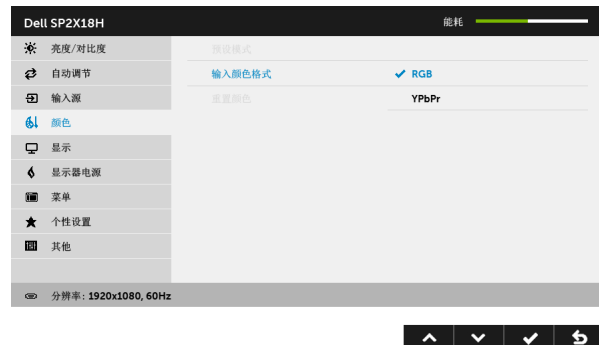 Dell SP2X18H 能耗
亮度/对比度 预设模式
自动调节 输入颜色格式 RGB
输入源 重置颜色 YPbPr
颜色
显示
显示器电源
菜单
个性设置
其他
分辨率: 1920x1080, 60Hz